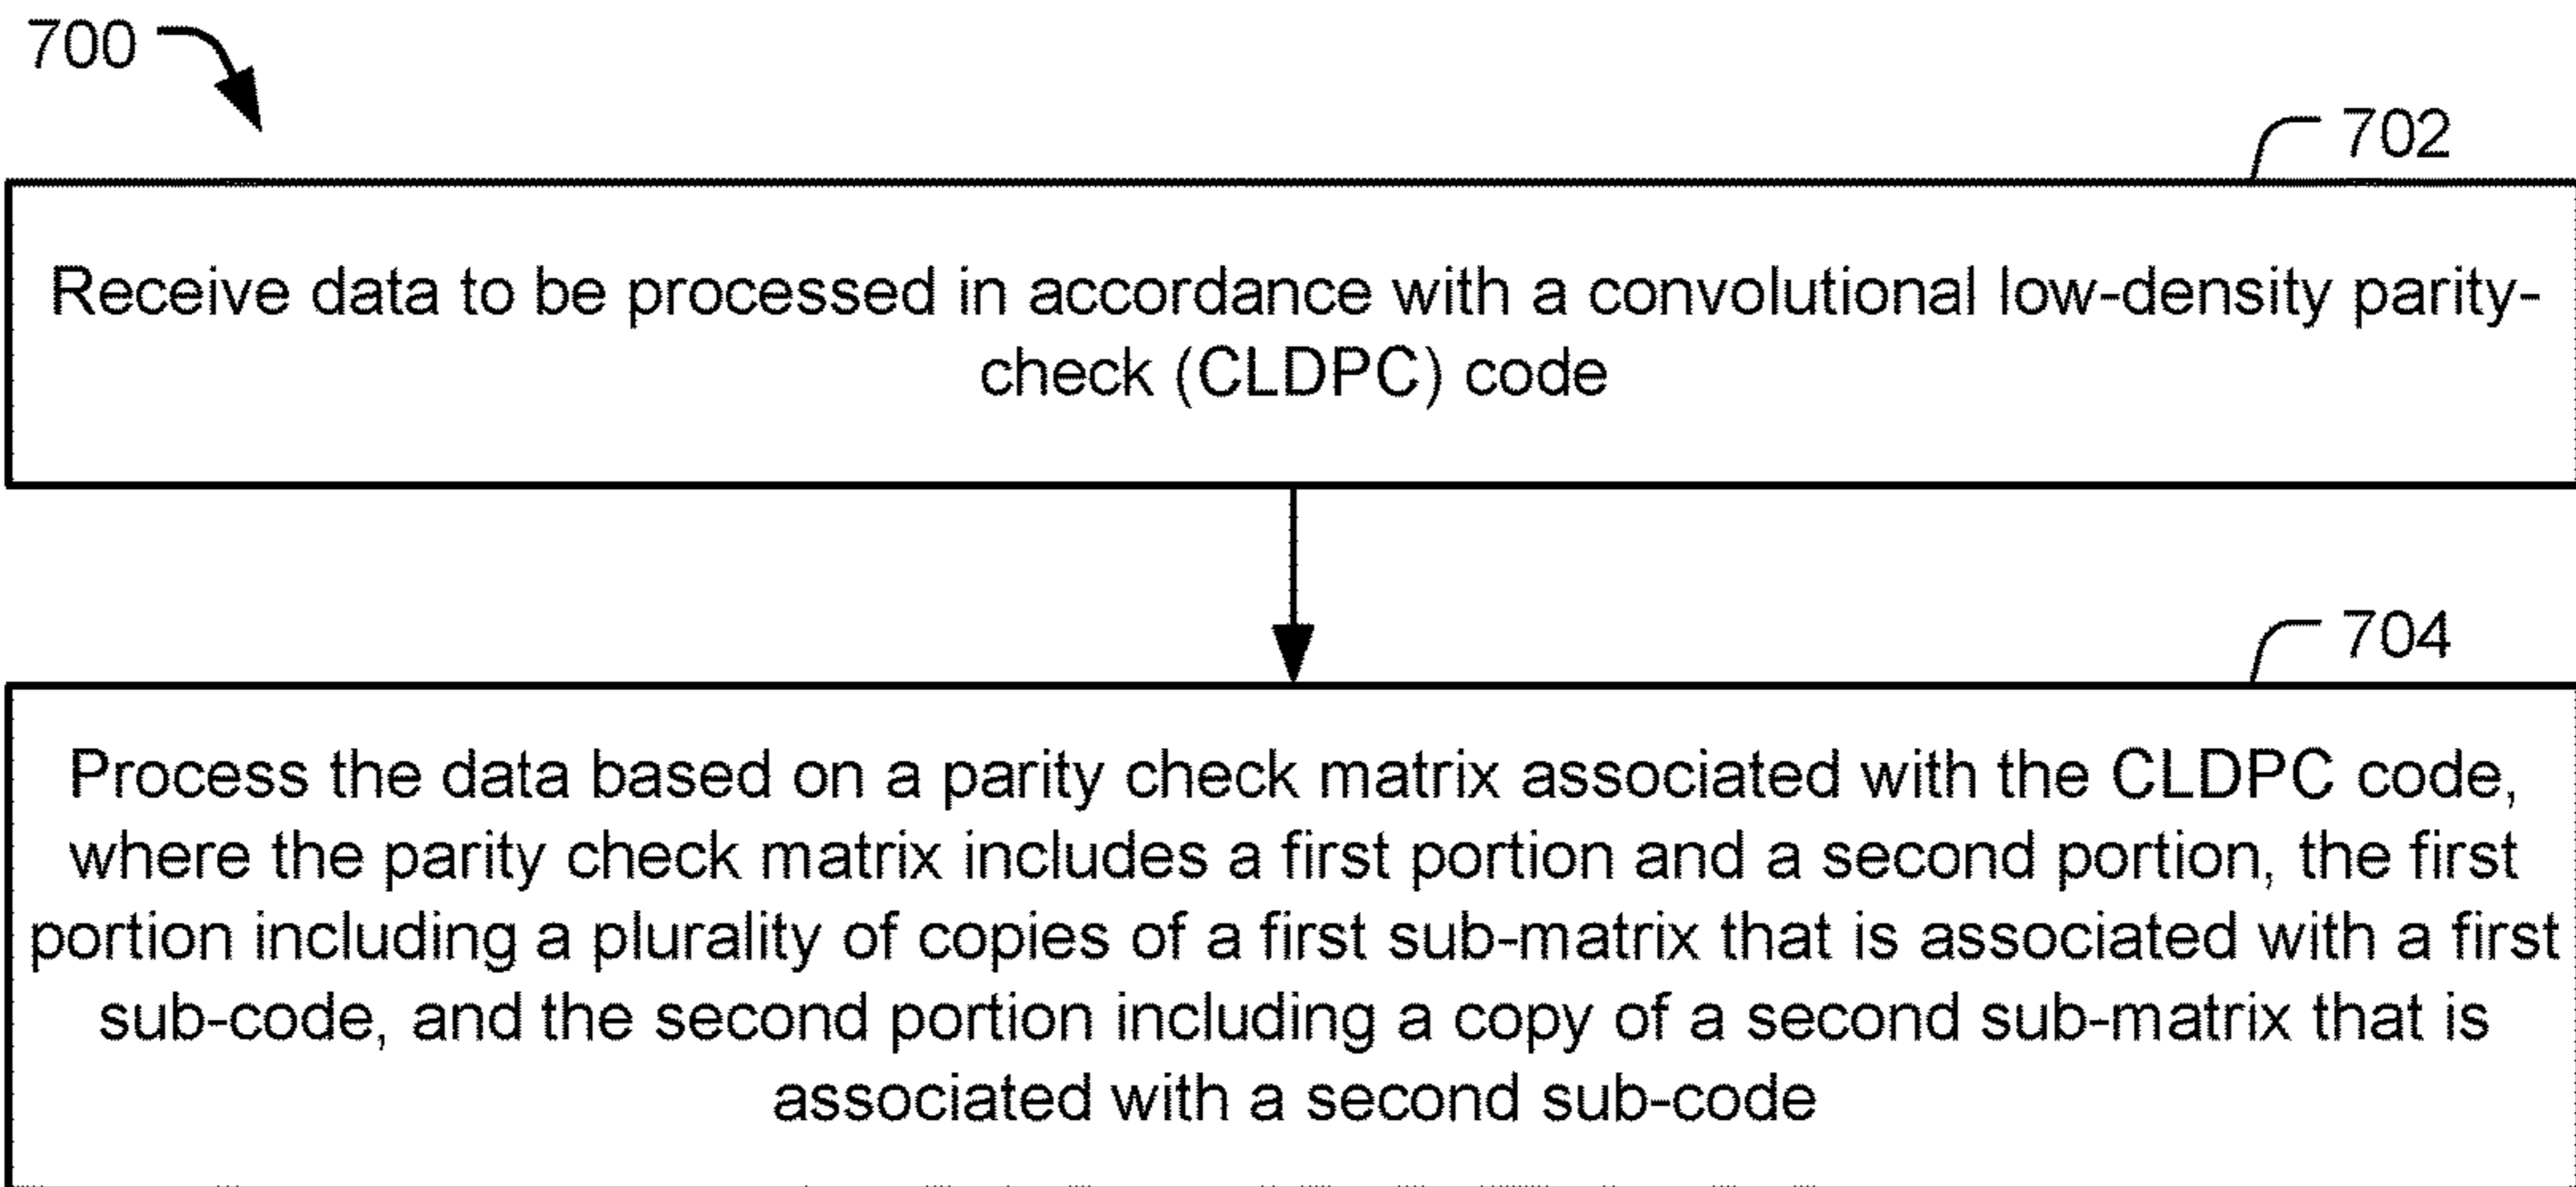 700
702
Receive data to be processed in accordance with a convolutional low-density parity-
check (CLDPC) code
704
Process the data based on a parity check matrix associated with the CLDPC code,
where the parity check matrix includes a first portion and a second portion, the first
portion including a plurality of copies of a first sub-matrix that is associated with a first
sub-code, and the second portion including a copy of a second sub-matrix that is
associated with a second sub-code